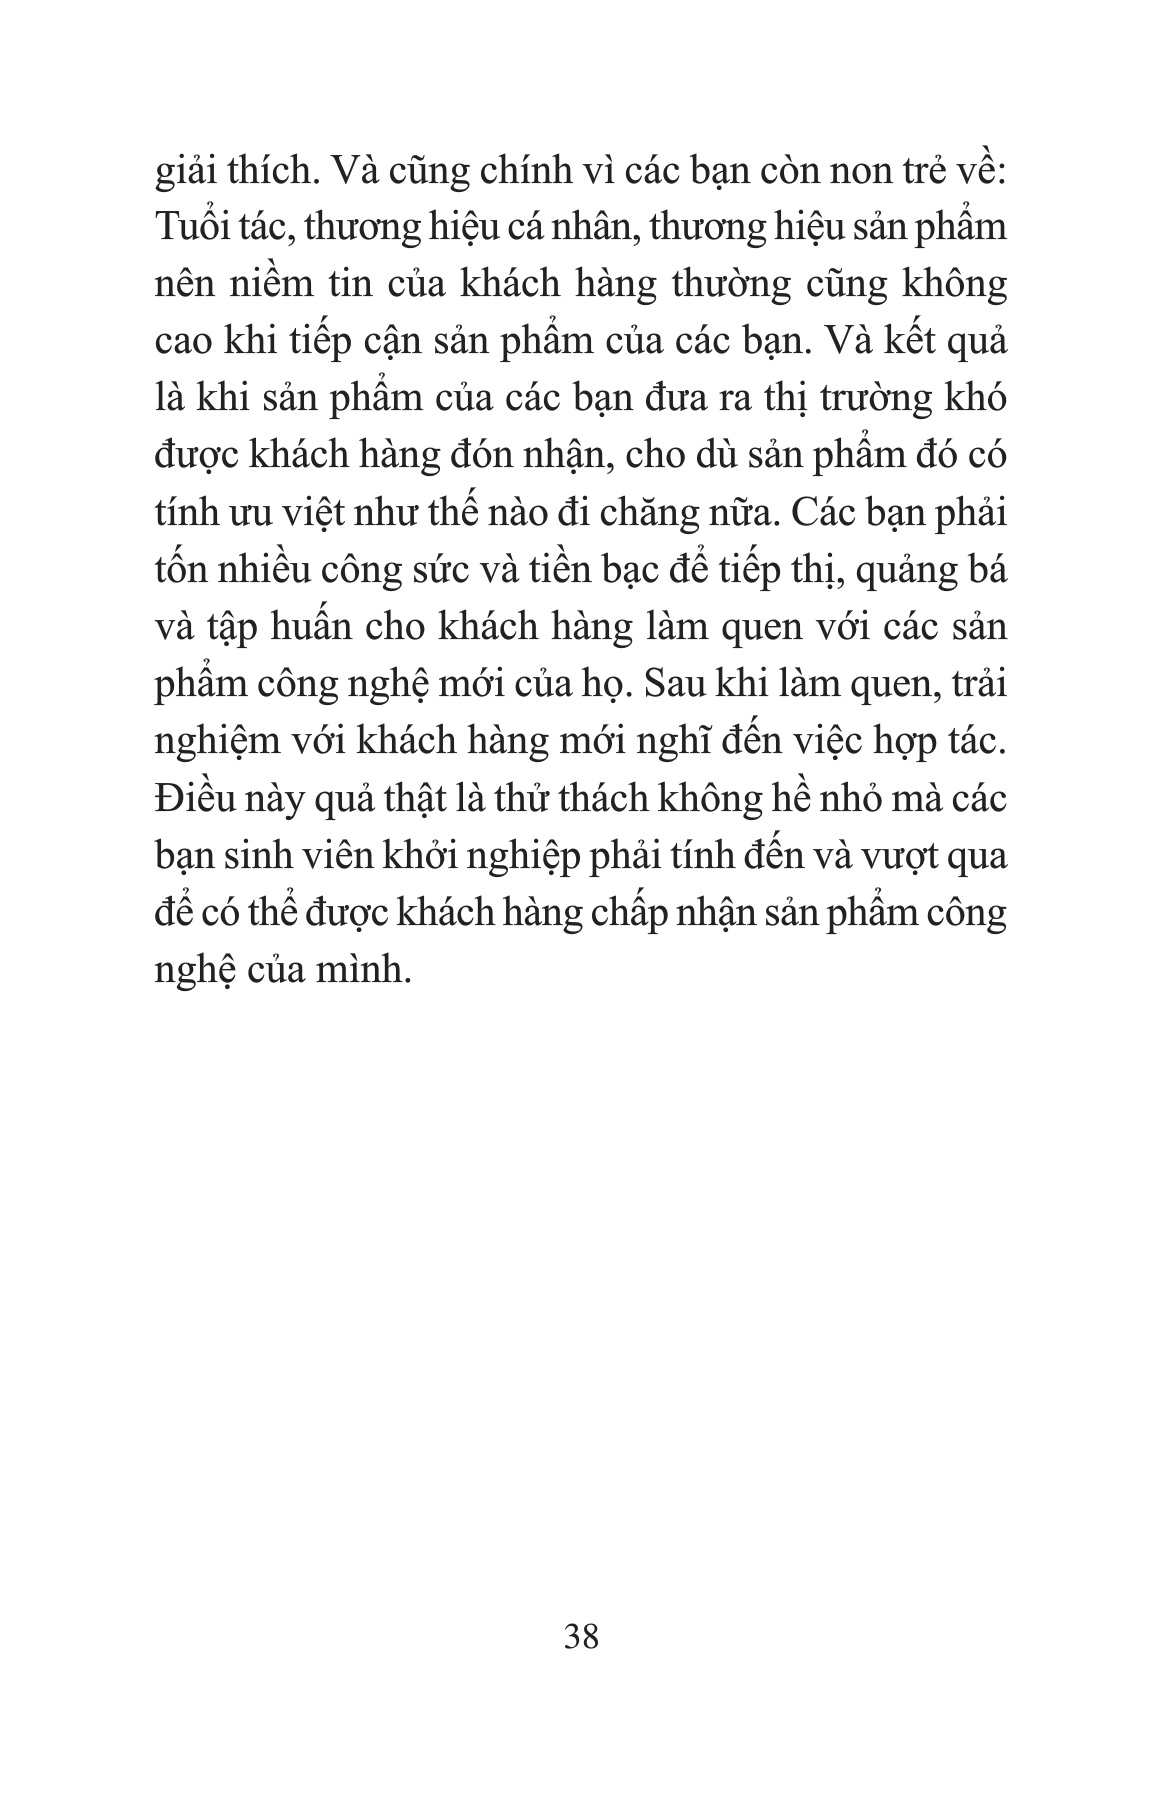 giải thích. Và cũng chính vì các bạn còn non trẻ về:
Tuổi tác, thương hiệu cá nhân, thương hiệu sản phẩm
nên niềm tin của khách hàng thường cũng không
cao khi tiếp cận sản phẩm của các bạn. Và kết quả
là khi sản phẩm của các bạn đưa ra thị trường khó
được khách hàng đón nhận, cho dù sản phẩm đó có
tính ưu việt như thế nào đi chăng nữa. Các bạn phải
tốn nhiều công sức và tiền bạc để tiếp thị, quảng bá
và tập huấn cho khách hàng làm quen với các sản
phẩm công nghệ mới của họ. Sau khi làm quen, trải
nghiệm với khách hàng mới nghĩ đến việc hợp tác.
Điều này quả thật là thử thách không hề nhỏ mà các
bạn sinh viên khởi nghiệp phải tính đến và vượt qua
để có thể được khách hàng chấp nhận sản phẩm công
nghệ của mình.
38